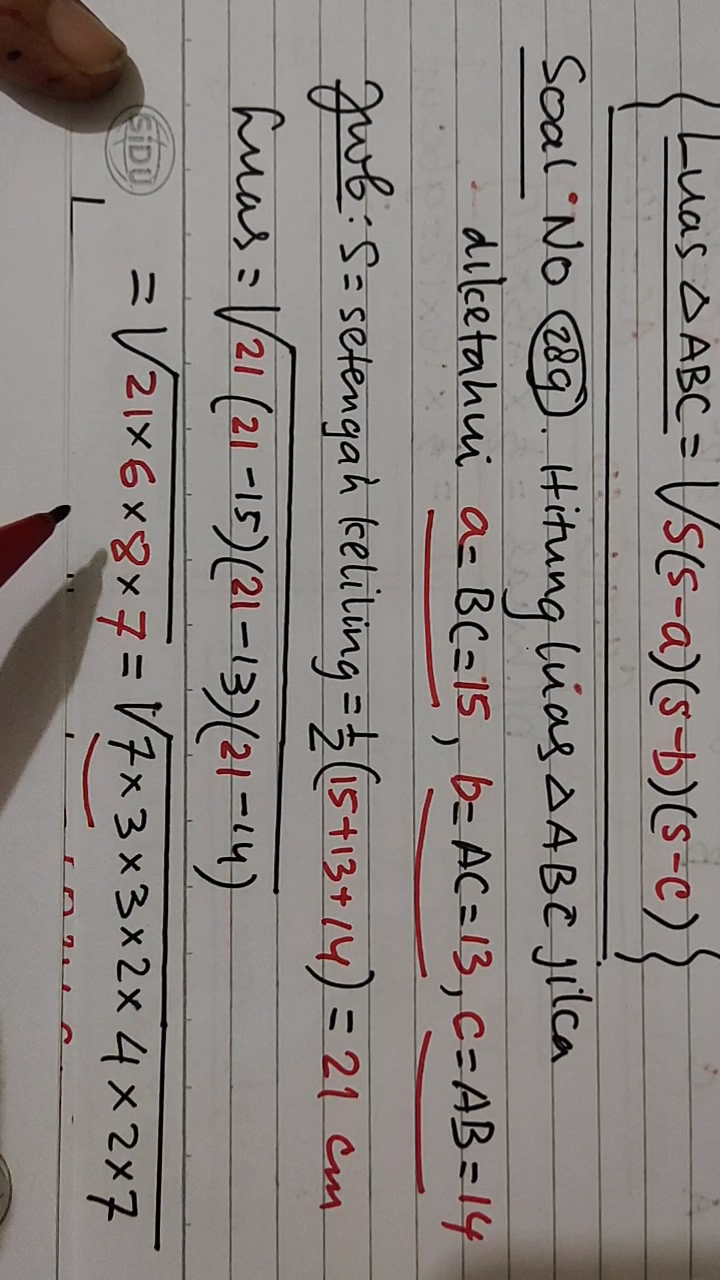 {Luas △ABC = √s(s-a)(s-b)(s-c)}
Soal No 289. Hitung luas △ABC jika
diketahui a=BC=15, b=AC=13, c=AB=14
Jwb: S = setengah keliling = ½(15+13+14) = 21 cm
Luas = √21(21-15)(21-13)(21-14)
= √21×6×8×7 = √7×3×3×2×4×2×7
SiDU